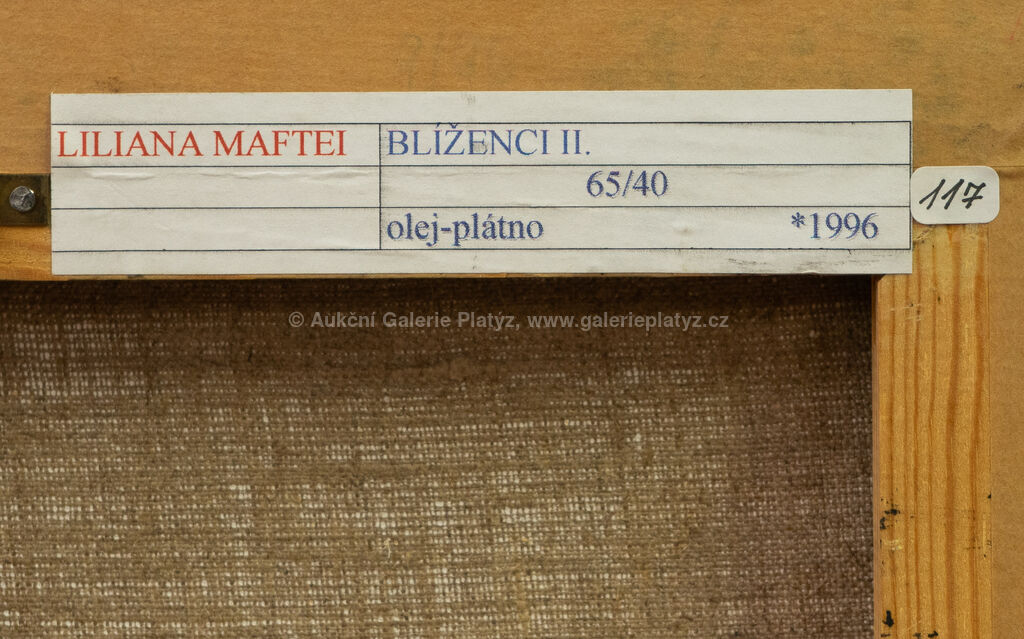 LILIANA MAFTEI BLÍŽENCI II.
65/40
117
olej-plátno *1996
© Aukční Galerie Platýz, www.galerieplatyz.cz